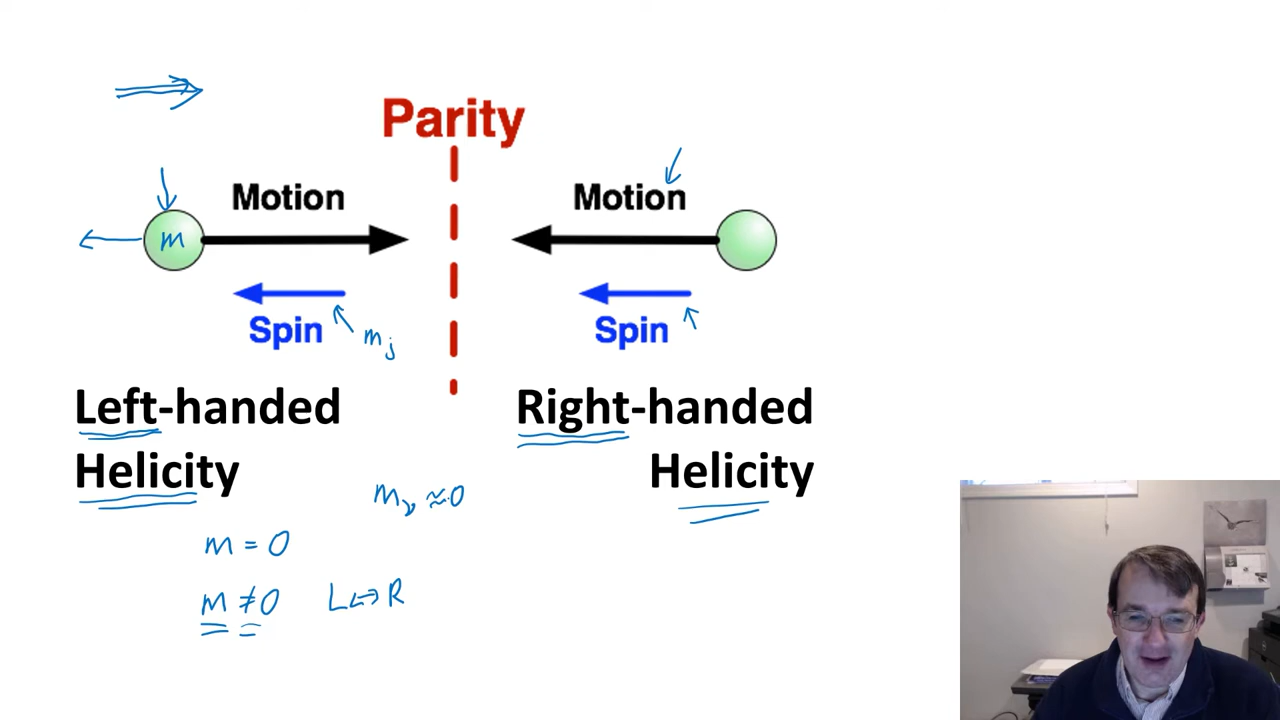 Parity
Motion
Motion
m
Spin
m_j
Spin
Left-handed
Helicity
Right-handed
Helicity
m_ν ≈ 0
m = 0
m ≠ 0 L ↔ R